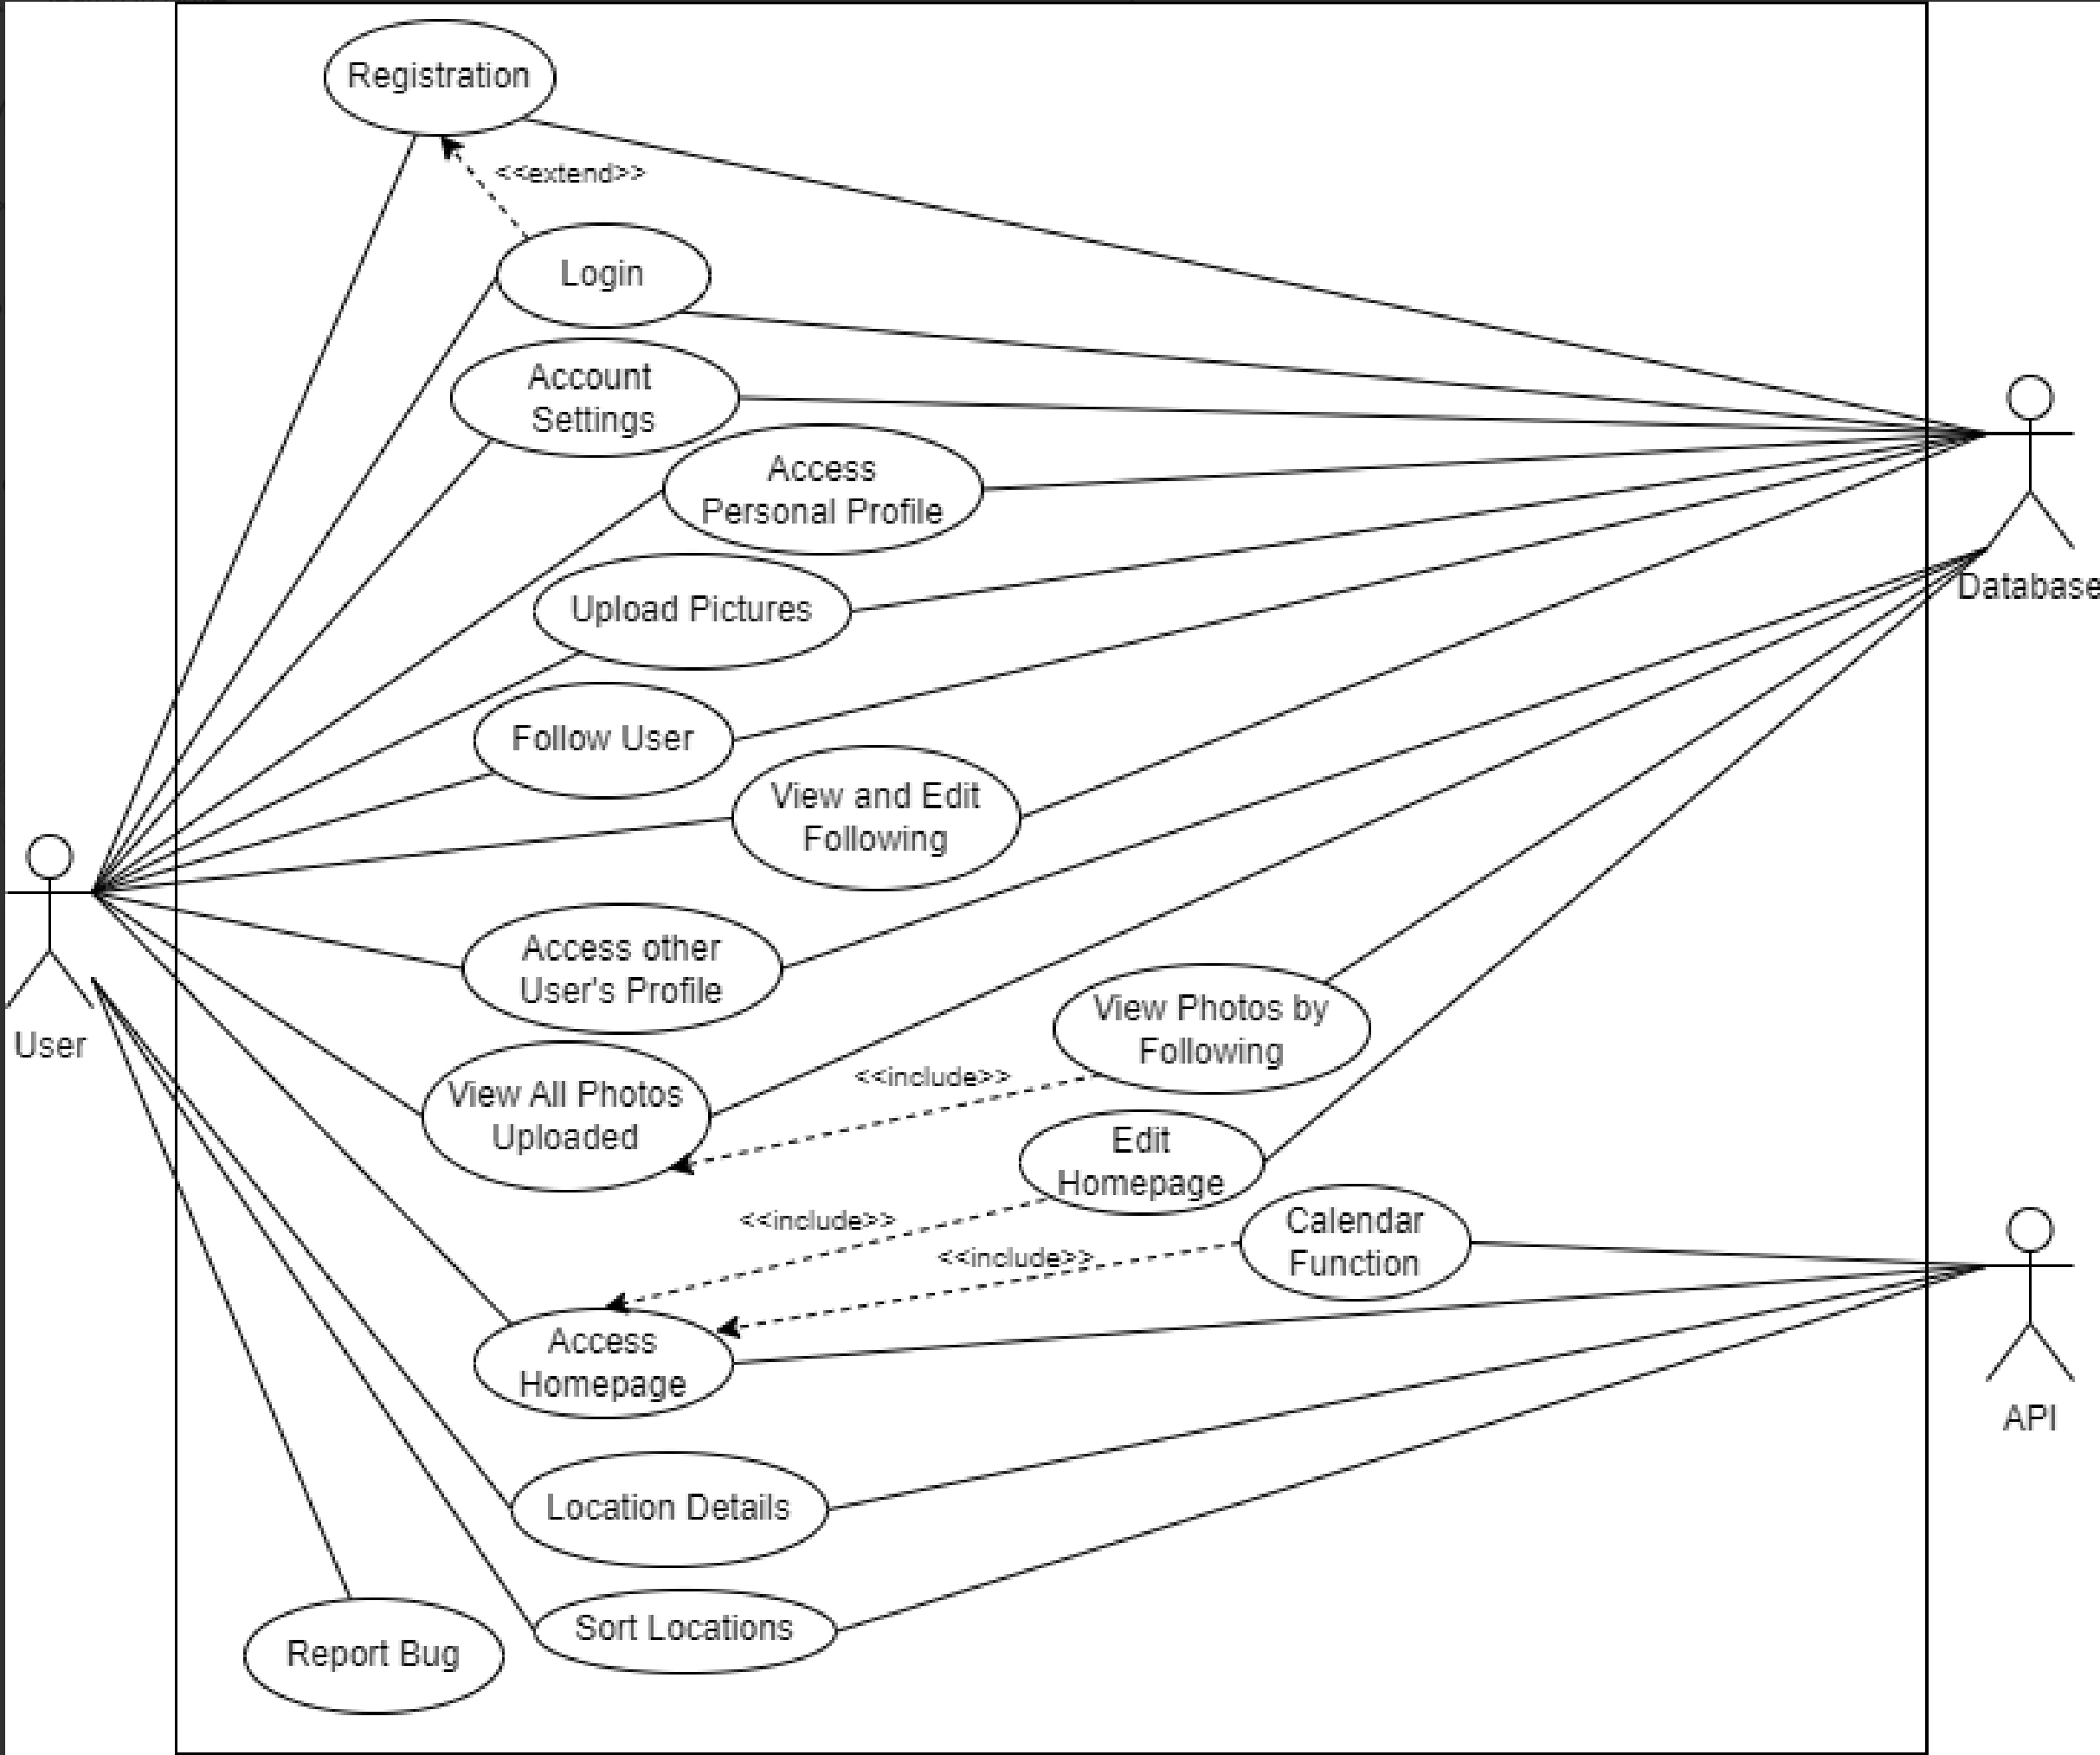 Registration
<<extend>>
Login
Account
Settings
Access
Personal Profile
Database
Upload Pictures
Follow User
View and Edit
Following
Access other
User's Profile
User
View Photos by
Following
<<include>>
View All Photos
Uploaded
Edit
Homepage
<<include>>
Calendar
Function
<<include>>
Access
Homepage
API
Location Details
Sort Locations
Report Bug